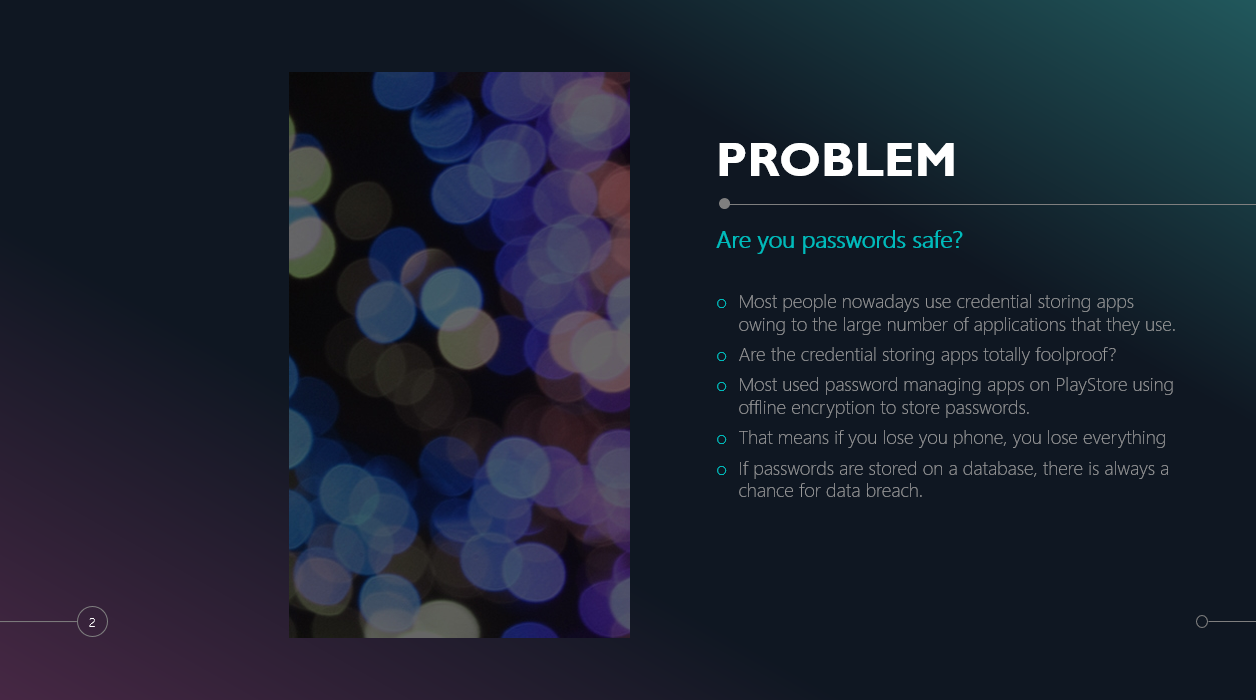 PROBLEM
Are you passwords safe?
Most people nowadays use credential storing apps
owing to the large number of applications that they use.
Are the credential storing apps totally foolproof?
Most used password managing apps on PlayStore using
offline encryption to store passwords.
That means if you lose you phone, you lose everything
If passwords are stored on a database, there is always a
chance for data breach.
2